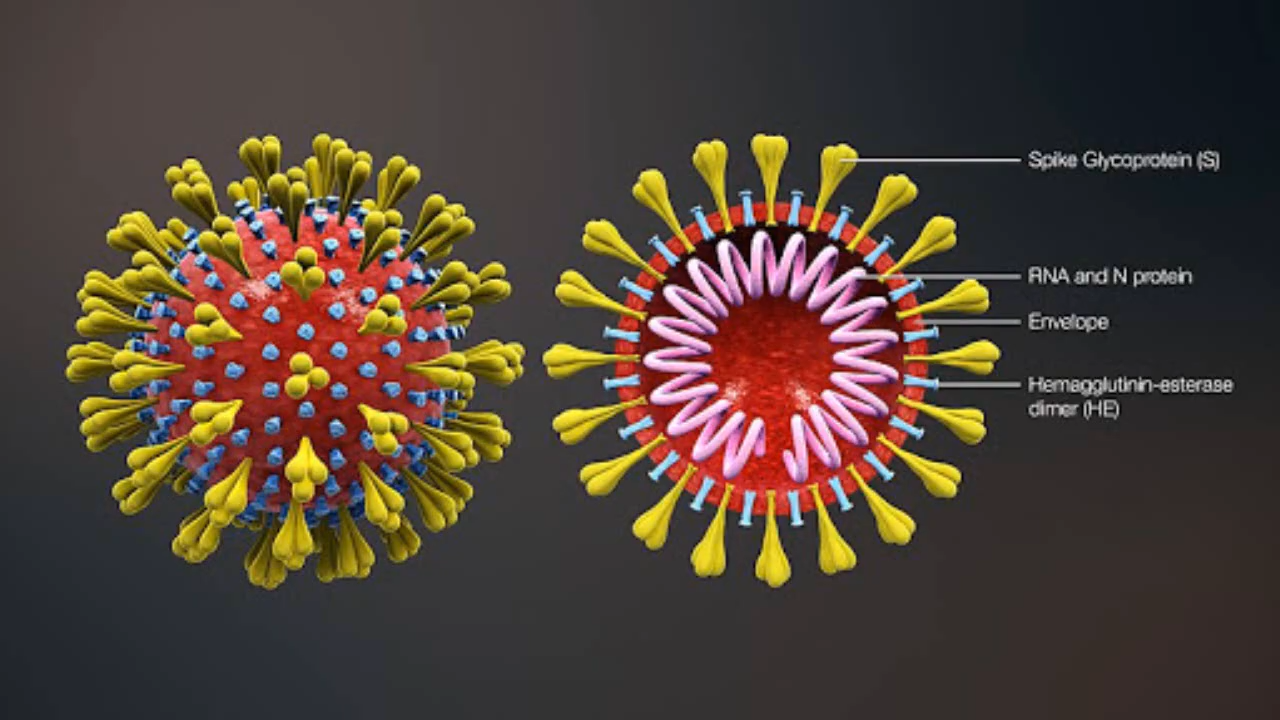 Spike Glycoprotein (S)
RNA and N protein
Envelope
Hemagglutinin-esterase
dimer (HE)